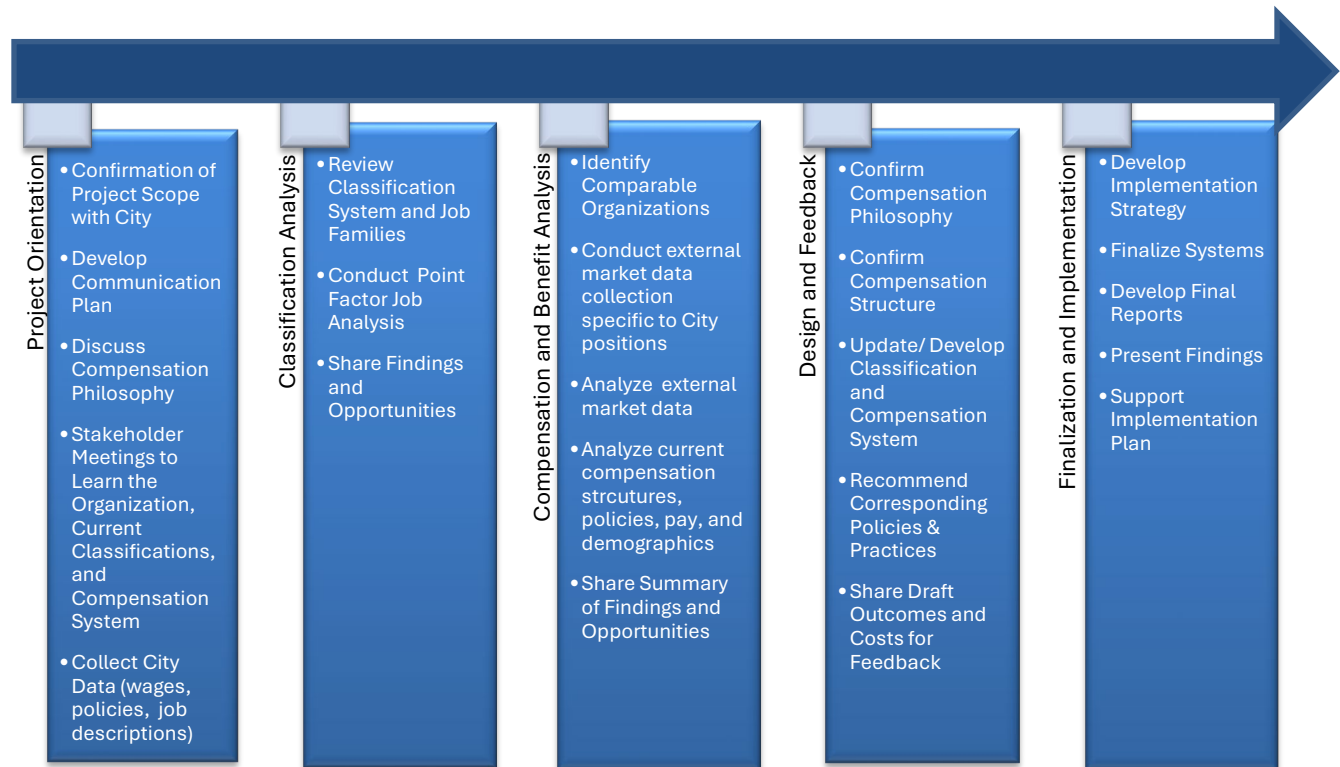 Project Orientation
• Confirmation of
Project Scope
with City
• Develop
Communication
Plan
• Discuss
Compensation
Philosophy
• Stakeholder
Meetings to
Learn the
Organization,
Current
Classifications,
and
Compensation
System
• Collect City
Data (wages,
policies, job
descriptions)
Classification Analysis
• Review
Classification
System and Job
Families
• Conduct Point
Factor Job
Analysis
• Share Findings
and
Opportunities
Compensation and Benefit Analysis
• Identify
Comparable
Organizations
• Conduct external
market data
collection
specific to City
positions
• Analyze external
market data
• Analyze current
compensation
strcutures,
policies, pay, and
demographics
• Share Summary
of Findings and
Opportunities
Design and Feedback
• Confirm
Compensation
Philosophy
• Confirm
Compensation
Structure
• Update/ Develop
Classification
and
Compensation
System
• Recommend
Corresponding
Policies &
Practices
• Share Draft
Outcomes and
Costs for
Feedback
Finalization and Implementation
• Develop
Implementation
Strategy
• Finalize Systems
• Develop Final
Reports
• Present Findings
• Support
Implementation
Plan